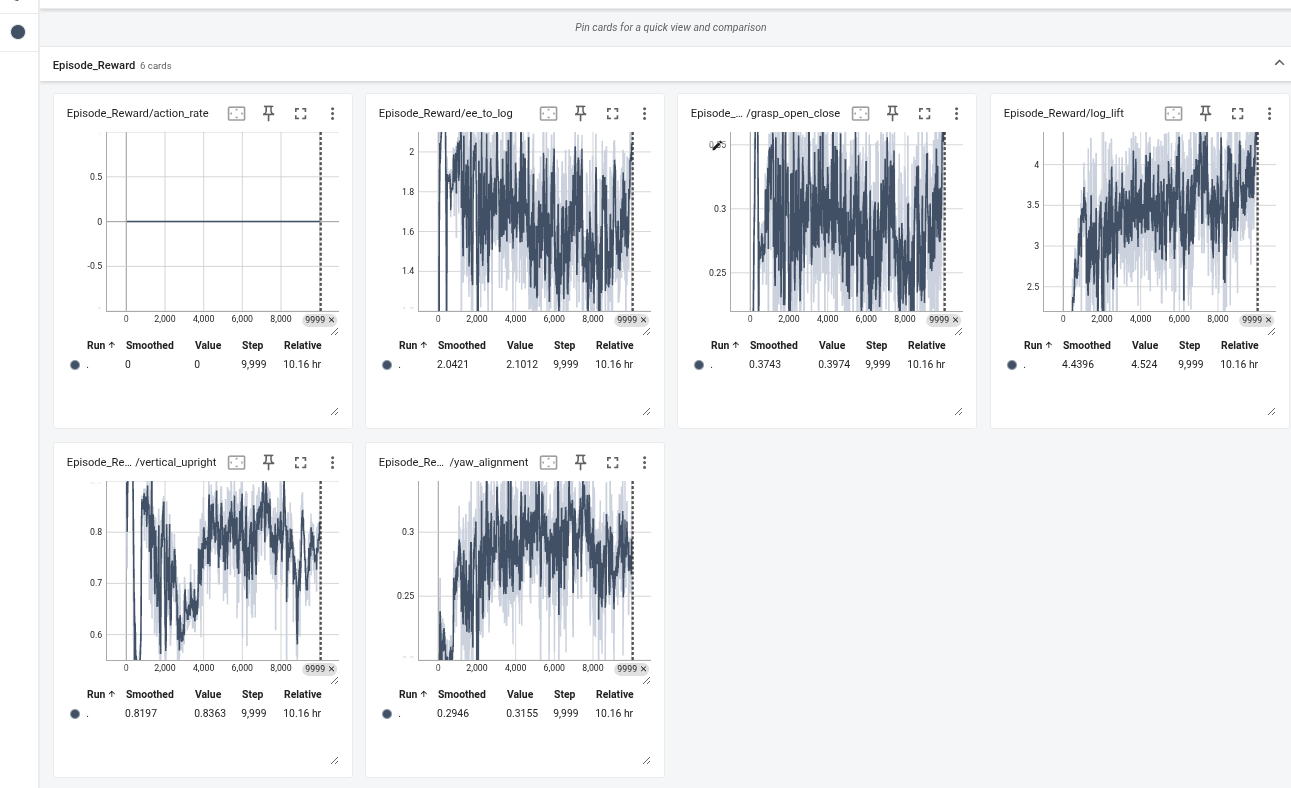 Pin cards for a quick view and comparison
Episode_Reward 6 cards
Episode_Reward/action_rate
0.5
0
-0.5
0 2,000 4,000 6,000 8,000 9999 ×
Run ↑ Smoothed Value Step Relative
. 0 0 9,999 10.16 hr
Episode_Reward/ee_to_log
2
1.8
1.6
1.4
0 2,000 4,000 6,000 8,000 9999 ×
Run ↑ Smoothed Value Step Relative
. 2.0421 2.1012 9,999 10.16 hr
Episode_… /grasp_open_close
0.35
0.3
0.25
0 2,000 4,000 6,000 8,000 9999 ×
Run ↑ Smoothed Value Step Relative
. 0.3743 0.3974 9,999 10.16 hr
Episode_Reward/log_lift
4
3.5
3
2.5
0 2,000 4,000 6,000 8,000 9999 ×
Run ↑ Smoothed Value Step Relative
. 4.4396 4.524 9,999 10.16 hr
Episode_Re… /vertical_upright
0.8
0.7
0.6
0 2,000 4,000 6,000 8,000 9999 ×
Run ↑ Smoothed Value Step Relative
. 0.8197 0.8363 9,999 10.16 hr
Episode_Re… /yaw_alignment
0.3
0.25
0 2,000 4,000 6,000 8,000 9999 ×
Run ↑ Smoothed Value Step Relative
. 0.2946 0.3155 9,999 10.16 hr